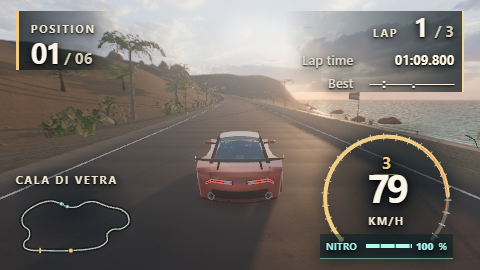 POSITION
01 / 06
LAP 1 / 3
Lap time 01:09.800
Best
CALA DI VETRA
3
79
KM/H
NITRO 100 %